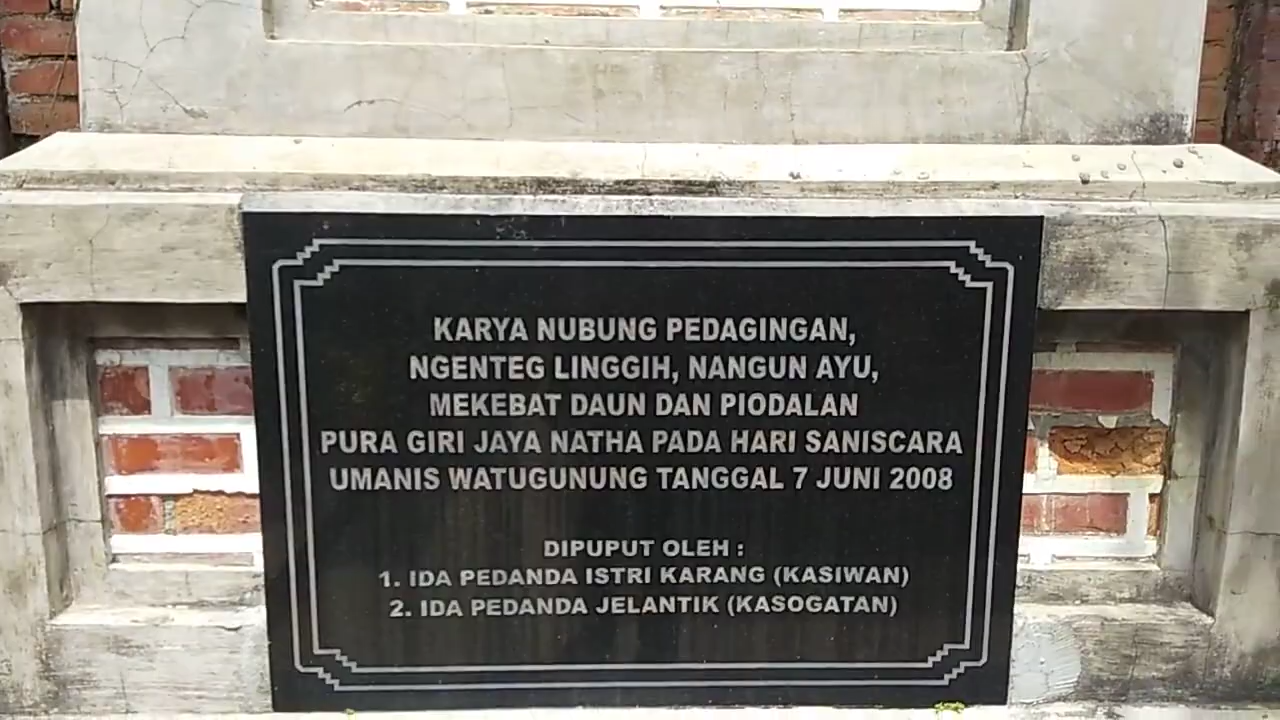 KARYA NUBUNG PEDAGINGAN,
NGENTEG LINGGIH, NANGUN AYU,
MEKEBAT DAUN DAN PIODALAN
PURA GIRI JAYA NATHA PADA HARI SANISCARA
UMANIS WATUGUNUNG TANGGAL 7 JUNI 2008
DIPUPUT OLEH :
1. IDA PEDANDA ISTRI KARANG (KASIWAN)
2. IDA PEDANDA JELANTIK (KASOGATAN)